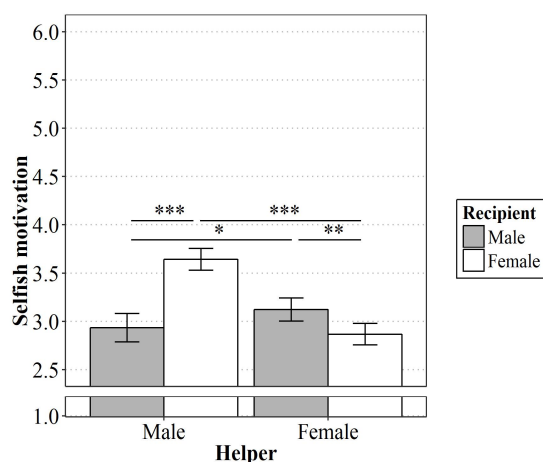 6.0
5.5
5.0
4.5
4.0
3.5
3.0
2.5
1.0
Selfish motivation
*** ***
* **
Male Female
Helper
Recipient
Male
Female